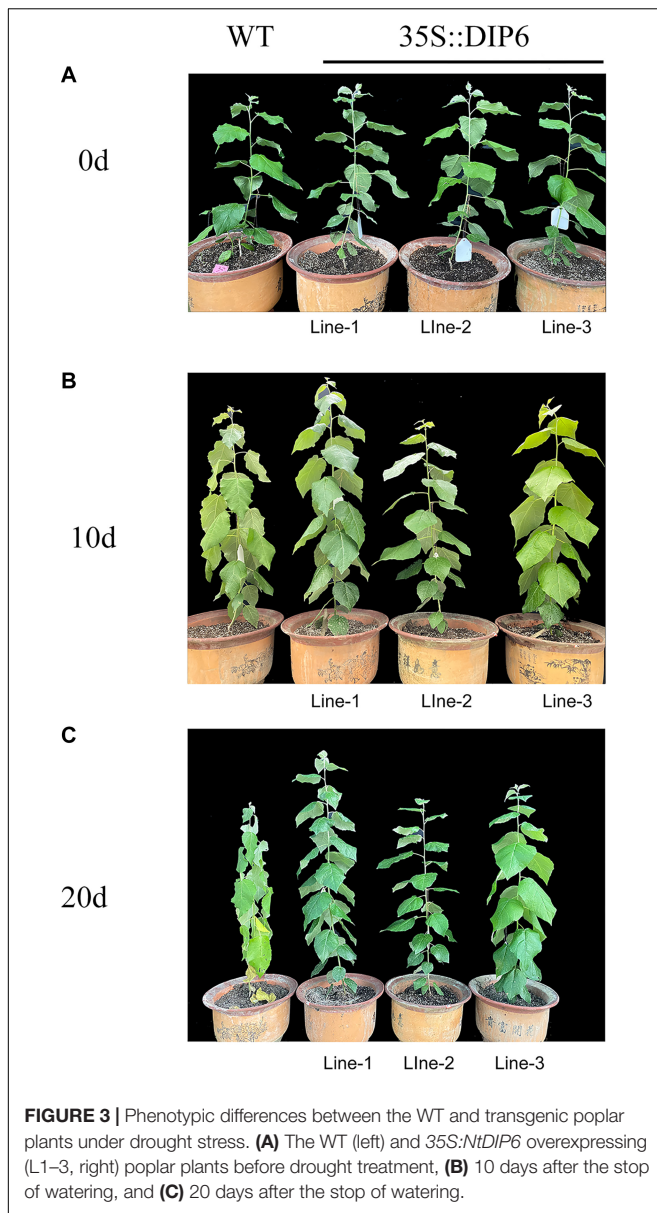 WT 35S::DIP6
A
0d
Line-1 LIne-2 Line-3
B
10d
Line-1 LIne-2 Line-3
C
20d
Line-1 LIne-2 Line-3
FIGURE 3 | Phenotypic differences between the WT and transgenic poplar
plants under drought stress. (A) The WT (left) and 35S:NtDIP6 overexpressing
(L1–3, right) poplar plants before drought treatment, (B) 10 days after the stop
of watering, and (C) 20 days after the stop of watering.